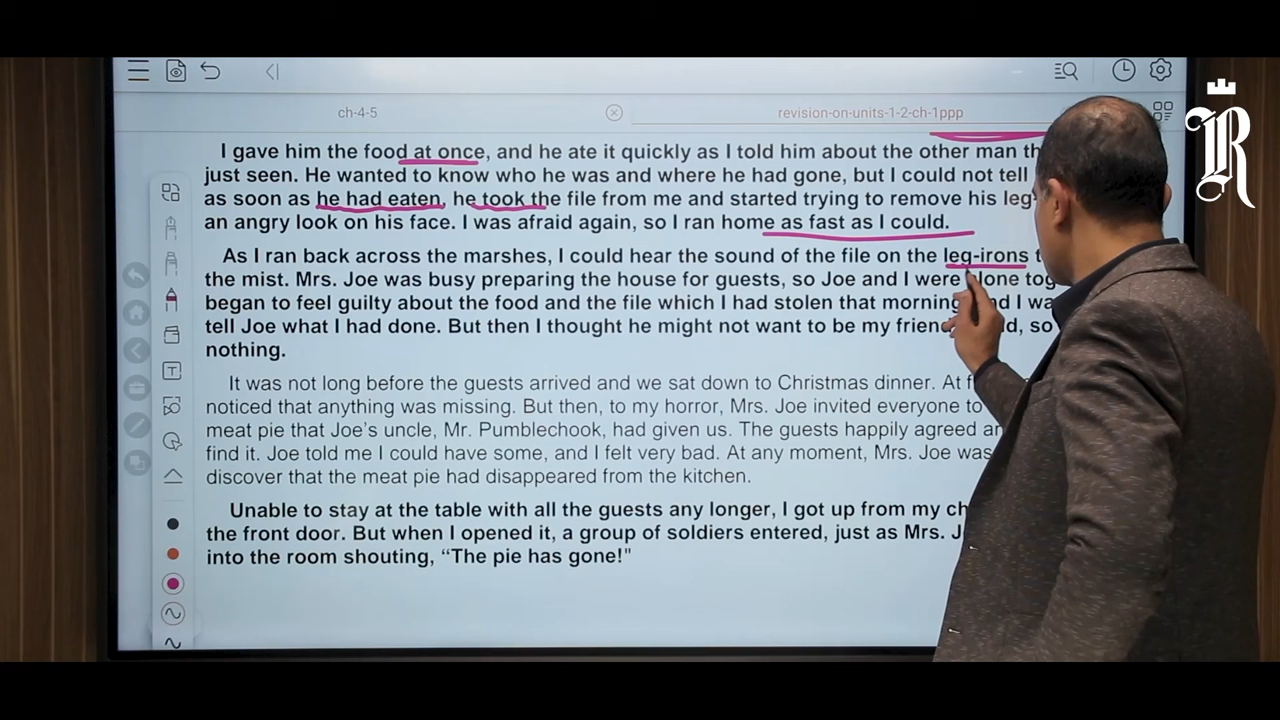 ch-4-5
revision-on-units-1-2-ch-1ppp
R
I gave him the food at once, and he ate it quickly as I told him about the other man th
just seen. He wanted to know who he was and where he had gone, but I could not tell
as soon as he had eaten, he took the file from me and started trying to remove his leg-
an angry look on his face. I was afraid again, so I ran home as fast as I could.
As I ran back across the marshes, I could hear the sound of the file on the leg-irons
the mist. Mrs. Joe was busy preparing the house for guests, so Joe and I were alone tog
began to feel guilty about the food and the file which I had stolen that morning, and I wa
tell Joe what I had done. But then I thought he might not want to be my friend, so
nothing.
It was not long before the guests arrived and we sat down to Christmas dinner. At f
noticed that anything was missing. But then, to my horror, Mrs. Joe invited everyone to
meat pie that Joe's uncle, Mr. Pumblechook, had given us. The guests happily agreed an
find it. Joe told me I could have some, and I felt very bad. At any moment, Mrs. Joe was
discover that the meat pie had disappeared from the kitchen.
Unable to stay at the table with all the guests any longer, I got up from my ch
the front door. But when I opened it, a group of soldiers entered, just as Mrs. J
into the room shouting, “The pie has gone!"